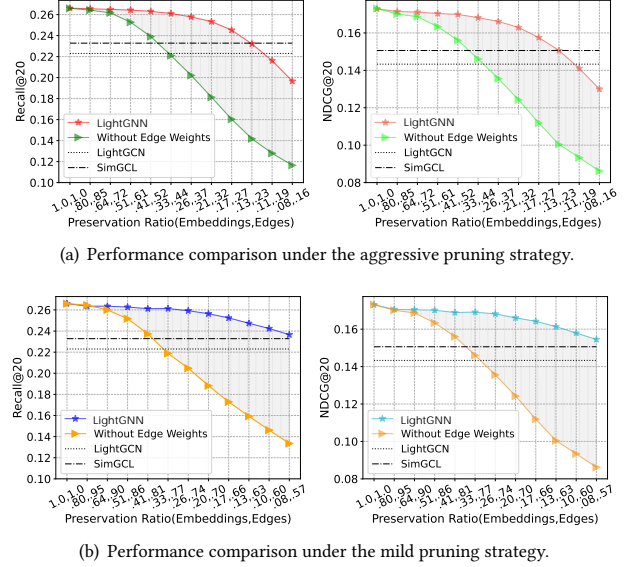 Recall@20
0.26
0.24
0.22
0.20
0.18
0.16
0.14
0.12
0.10
LightGNN
Without Edge Weights
LightGCN
SimGCL
1.0,1.0
.80,.85
.64,.72
.51,.61
.41,.52
.33,.44
.26,.37
.21,.32
.17,.27
.13,.23
.11,.19
.08,.16
Preservation Ratio(Embeddings,Edges)
NDCG@20
0.16
0.14
0.12
0.10
0.08
LightGNN
Without Edge Weights
LightGCN
SimGCL
1.0,1.0
.80,.85
.64,.72
.51,.61
.41,.52
.33,.44
.26,.37
.21,.32
.17,.27
.13,.23
.11,.19
.08,.16
Preservation Ratio(Embeddings,Edges)
(a) Performance comparison under the aggressive pruning strategy.
Recall@20
0.26
0.24
0.22
0.20
0.18
0.16
0.14
0.12
0.10
LightGNN
Without Edge Weights
LightGCN
SimGCL
1.0,1.0
.80,.95
.64,.90
.51,.86
.41,.81
.33,.77
.26,.74
.20,.70
.17,.66
.13,.63
.10,.60
.08,.57
Preservation Ratio(Embeddings,Edges)
NDCG@20
0.16
0.14
0.12
0.10
0.08
LightGNN
Without Edge Weights
LightGCN
SimGCL
1.0,1.0
.80,.95
.64,.90
.51,.86
.41,.81
.33,.77
.26,.74
.20,.70
.17,.66
.13,.63
.10,.60
.08,.57
Preservation Ratio(Embeddings,Edges)
(b) Performance comparison under the mild pruning strategy.